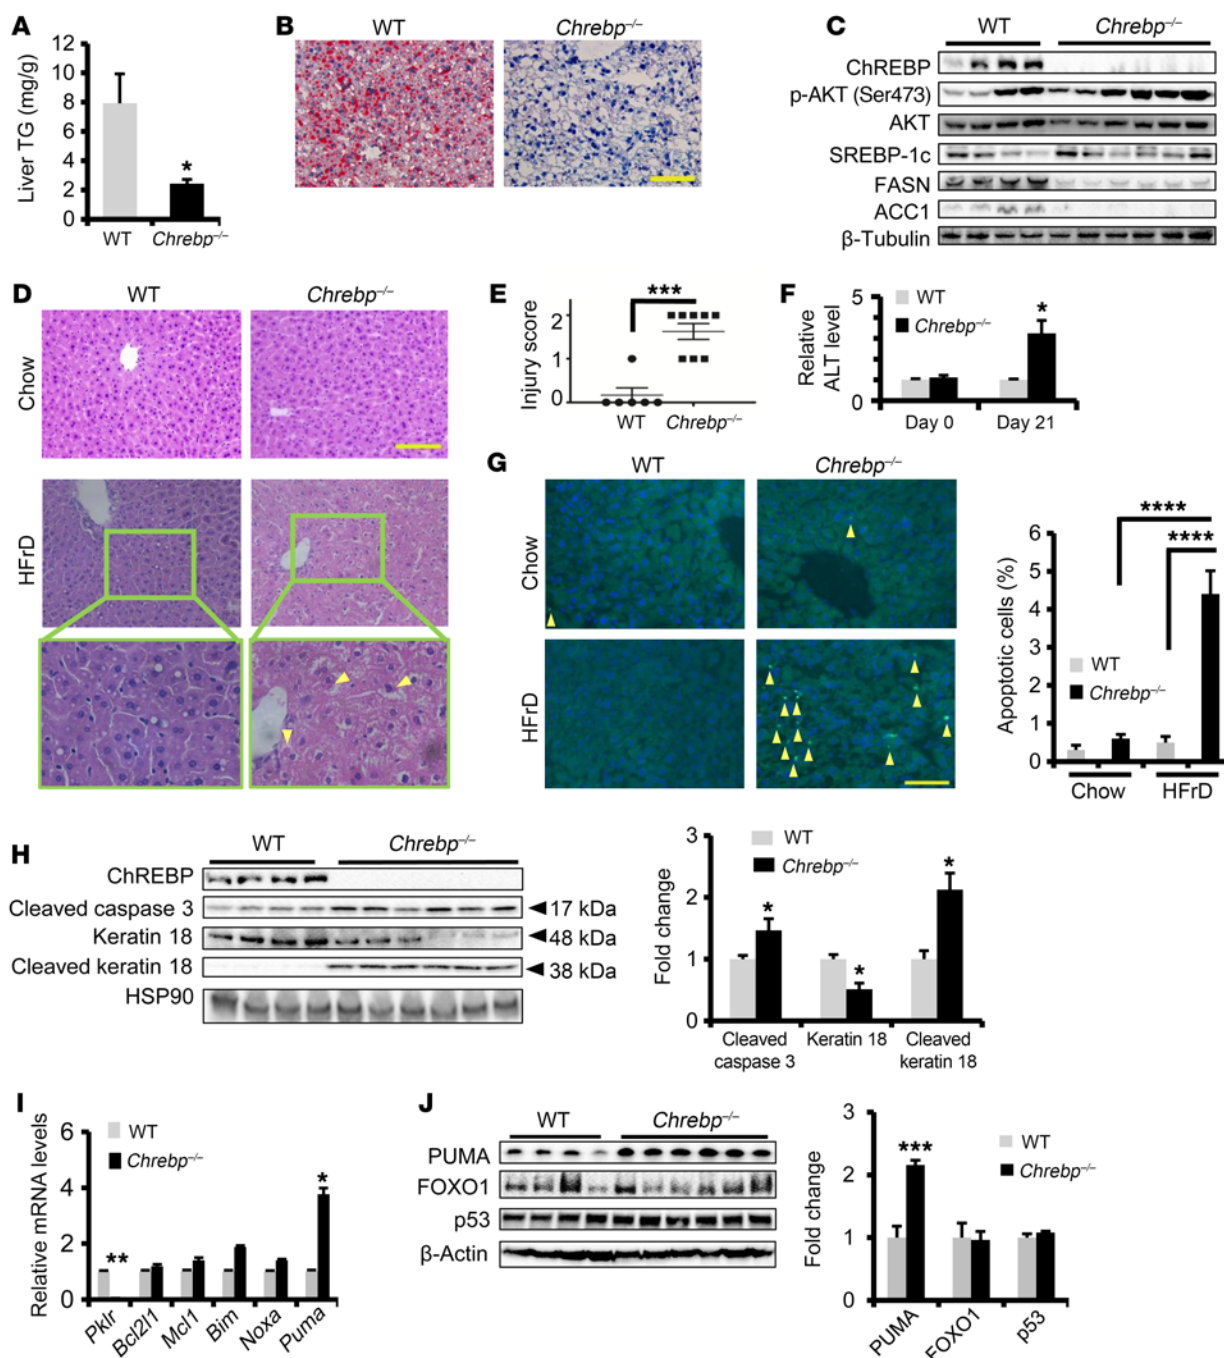 A
Liver TG (mg/g)
12
10
8
6
4
2
0
*
WT
Chrebp–/–
B
WT
Chrebp–/–
C
WT
Chrebp–/–
ChREBP
p-AKT (Ser473)
AKT
SREBP-1c
FASN
ACC1
β-Tubulin
D
WT
Chrebp–/–
Chow
HFrD
E
Injury score
2
1
0
***
WT
Chrebp–/–
F
Relative
ALT level
5
0
WT
Chrebp–/–
*
Day 0
Day 21
G
WT
Chrebp–/–
Chow
HFrD
Apoptotic cells (%)
6
5
4
3
2
1
0
****
****
WT
Chrebp–/–
Chow
HFrD
H
WT
Chrebp–/–
ChREBP
Cleaved caspase 3
17 kDa
Keratin 18
48 kDa
Cleaved keratin 18
38 kDa
HSP90
Fold change
3
2
1
0
WT
Chrebp–/–
*
*
*
Cleaved
caspase 3
Keratin 18
Cleaved
keratin 18
I
Relative mRNA levels
6
4
2
0
WT
Chrebp–/–
**
*
Pklr
Bcl2l1
Mcl1
Bim
Noxa
Puma
J
WT
Chrebp–/–
PUMA
FOXO1
p53
β-Actin
Fold change
3
2
1
0
***
WT
Chrebp–/–
PUMA
FOXO1
p53